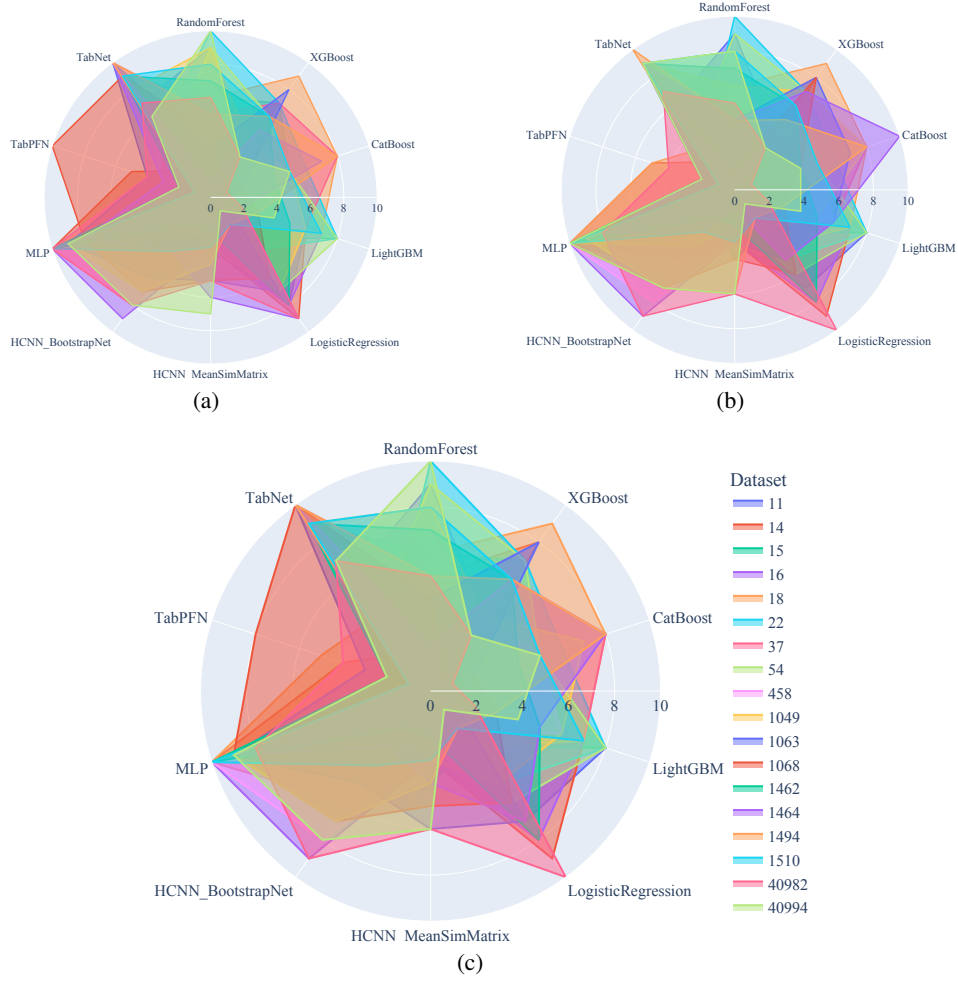 RandomForest
XGBoost
CatBoost
LightGBM
LogisticRegression
HCNN_MeanSimMatrix
HCNN_BootstrapNet
MLP
TabPFN
TabNet
0 2 4 6 8 10
(a)
RandomForest
XGBoost
CatBoost
LightGBM
LogisticRegression
HCNN_MeanSimMatrix
HCNN_BootstrapNet
MLP
TabPFN
TabNet
0 2 4 6 8 10
(b)
RandomForest
XGBoost
CatBoost
LightGBM
LogisticRegression
HCNN_MeanSimMatrix
HCNN_BootstrapNet
MLP
TabPFN
TabNet
0 2 4 6 8 10
Dataset
11
14
15
16
18
22
37
54
458
1049
1063
1068
1462
1464
1494
1510
40982
40994
(c)